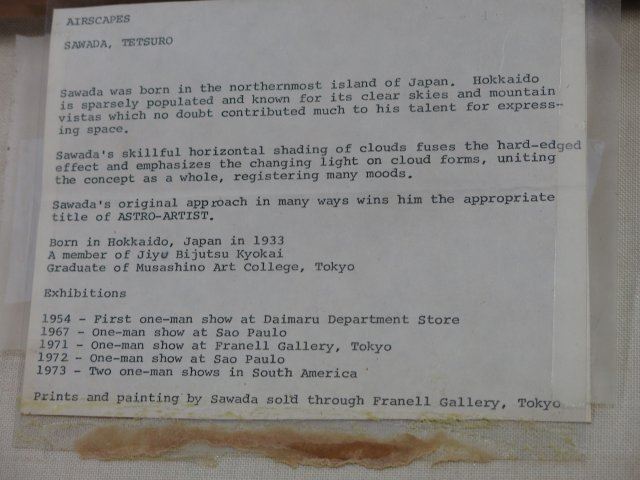 AIRSCAPES
SAWADA, TETSURO
Sawada was born in the northernmost island of Japan. Hokkaido
is sparsely populated and known for its clear skies and mountain
vistas which no doubt contributed much to his talent for express-
ing space.
Sawada's skillful horizontal shading of clouds fuses the hard-edged
effect and emphasizes the changing light on cloud forms, uniting
the concept as a whole, registering many moods.
Sawada's original approach in many ways wins him the appropriate
title of ASTRO-ARTIST.
Born in Hokkaido, Japan in 1933
A member of Jiyu Bijutsu Kyokai
Graduate of Musashino Art College, Tokyo
Exhibitions
1954 - First one-man show at Daimaru Department Store
1967 - One-man show at Sao Paulo
1971 - One-man show at Franell Gallery, Tokyo
1972 - One-man show at Sao Paulo
1973 - Two one-man shows in South America
Prints and painting by Sawada sold through Franell Gallery, Tokyo